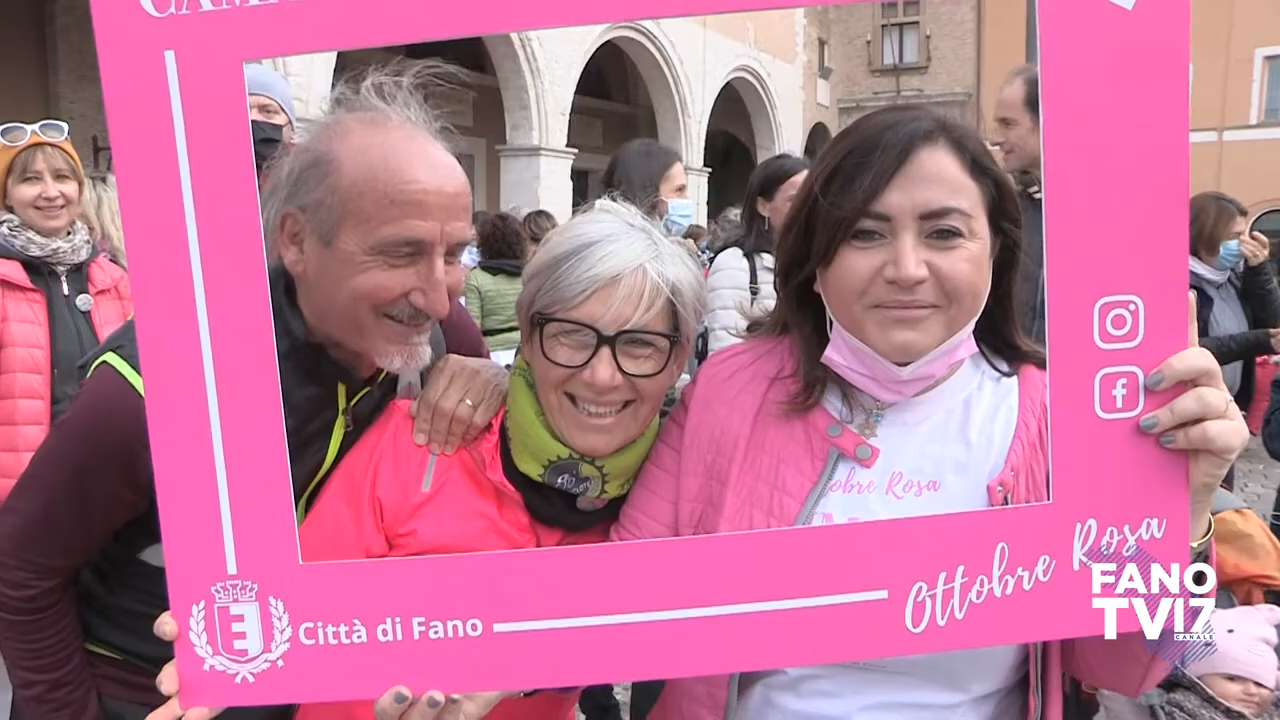 obre Rosa
Città di Fano
Ottobre Rosa
FANO
TV17
CANALE